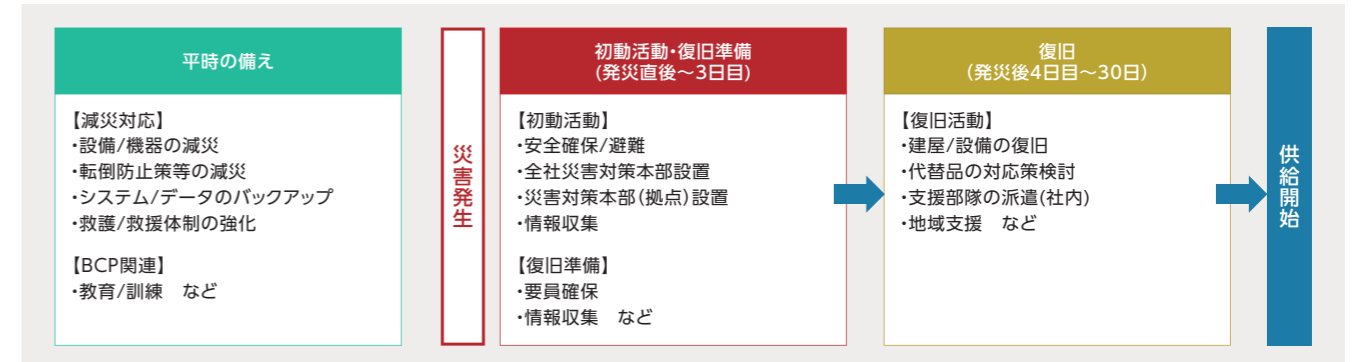 平時の備え
【減災対応】
・設備/機器の減災
・転倒防止策等の減災
・システム/データのバックアップ
・救護/救援体制の強化
【BCP関連】
・教育/訓練　など
災害発生
初動活動・復旧準備
(発災直後～3日目)
【初動活動】
・安全確保/避難
・全社災害対策本部設置
・災害対策本部(拠点)設置
・情報収集
【復旧準備】
・要員確保
・情報収集　など
復旧
(発災後4日目～30日)
【復旧活動】
・建屋/設備の復旧
・代替品の対応策検討
・支援部隊の派遣(社内)
・地域支援　など
供給開始